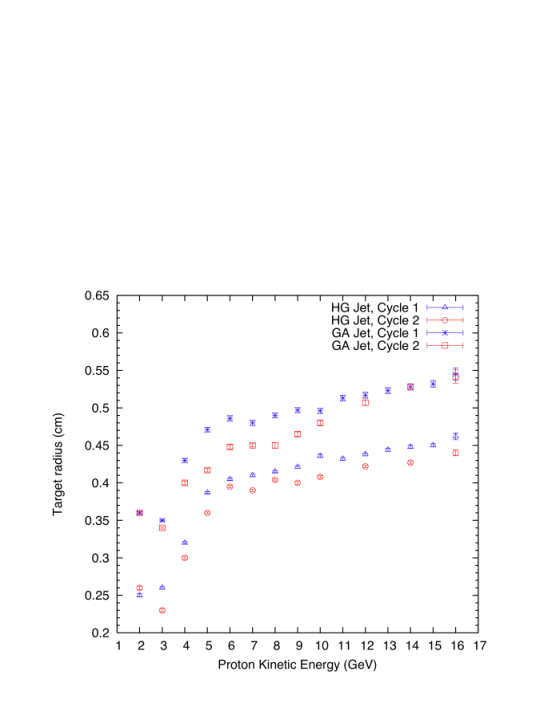 0.65
0.6
0.55
0.5
0.45
0.4
0.35
0.3
0.25
0.2
Target radius (cm)
HG Jet, Cycle 1
HG Jet, Cycle 2
GA Jet, Cycle 1
GA Jet, Cycle 2
1 2 3 4 5 6 7 8 9 10 11 12 13 14 15 16 17
Proton Kinetic Energy (GeV)